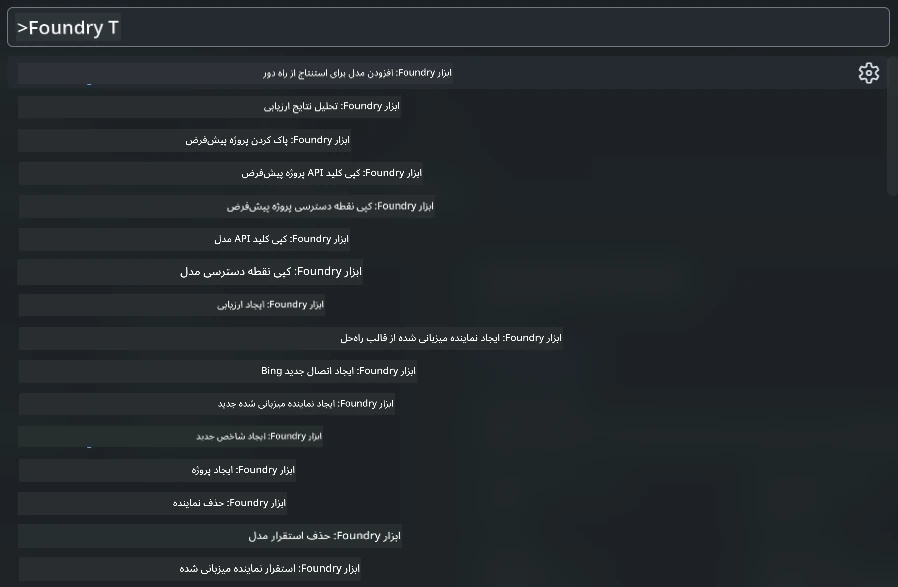 >Foundry T
ابزار Foundry: افزودن مدل برای استنتاج از راه دور
ابزار Foundry: تحلیل نتایج ارزیابی
ابزار Foundry: پاک کردن پروژه پیش‌فرض
ابزار Foundry: کپی کلید API پروژه پیش‌فرض
ابزار Foundry: کپی نقطه دسترسی پروژه پیش‌فرض
ابزار Foundry: کپی کلید API مدل
ابزار Foundry: کپی نقطه دسترسی مدل
ابزار Foundry: ایجاد ارزیابی
ابزار Foundry: ایجاد نماینده میزبانی شده از قالب راه‌حل
ابزار Foundry: ایجاد اتصال جدید Bing
ابزار Foundry: ایجاد نماینده میزبانی شده جدید
ابزار Foundry: ایجاد شاخص جدید
ابزار Foundry: ایجاد پروژه
ابزار Foundry: حذف نماینده
ابزار Foundry: حذف استقرار مدل
ابزار Foundry: استقرار نماینده میزبانی شده